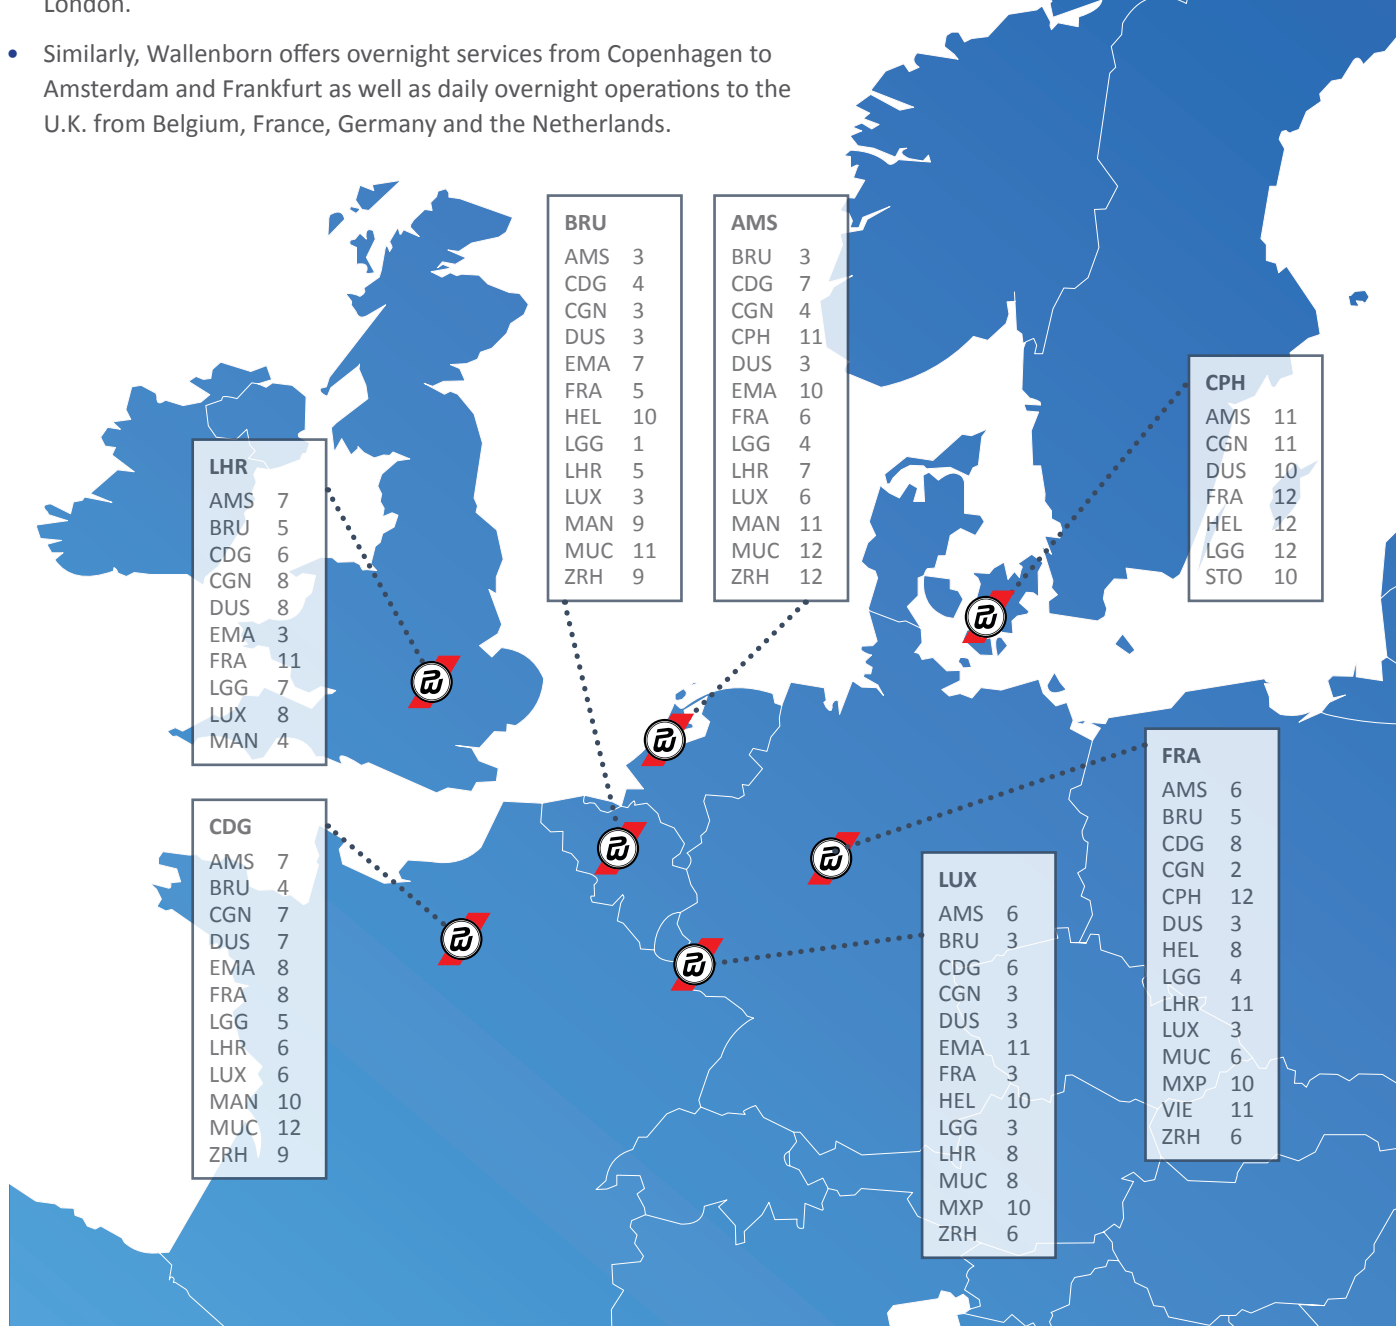 London.
• Similarly, Wallenborn offers overnight services from Copenhagen to
Amsterdam and Frankfurt as well as daily overnight operations to the
U.K. from Belgium, France, Germany and the Netherlands.
BRU
AMS 3
CDG 4
CGN 3
DUS 3
EMA 7
FRA 5
HEL 10
LGG 1
LHR 5
LUX 3
MAN 9
MUC 11
ZRH 9
AMS
BRU 3
CDG 7
CGN 4
CPH 11
DUS 3
EMA 10
FRA 6
LGG 4
LHR 7
LUX 6
MAN 11
MUC 12
ZRH 12
CPH
AMS 11
CGN 11
DUS 10
FRA 12
HEL 12
LGG 12
STO 10
LHR
AMS 7
BRU 5
CDG 6
CGN 8
DUS 8
EMA 3
FRA 11
LGG 7
LUX 8
MAN 4
FRA
AMS 6
BRU 5
CDG 8
CGN 2
CPH 12
DUS 3
HEL 8
LGG 4
LHR 11
LUX 3
MUC 6
MXP 10
VIE 11
ZRH 6
CDG
AMS 7
BRU 4
CGN 7
DUS 7
EMA 8
FRA 8
LGG 5
LHR 6
LUX 6
MAN 10
MUC 12
ZRH 9
LUX
AMS 6
BRU 3
CDG 6
CGN 3
DUS 3
EMA 11
FRA 3
HEL 10
LGG 3
LHR 8
MUC 8
MXP 10
ZRH 6